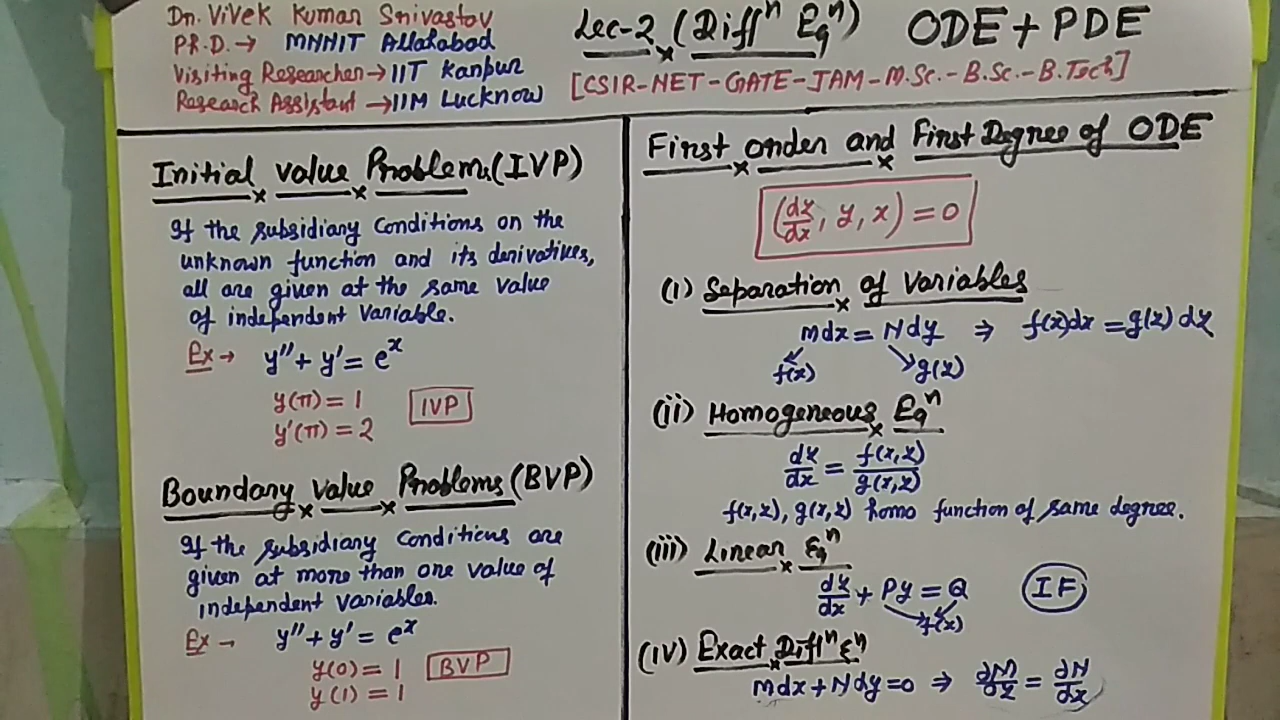 Dr. Vivek Kumar Srivastav
P.R.D. → MNNIT Allahabad
Visiting Researcher → IIT Kanpur
Research Assistant → IIM Lucknow
Lec-2 (Diffⁿ Eqⁿ) ODE + PDE
[CSIR-NET-GATE-JAM-M.Sc.-B.Sc.-B.Tech]
Initial value Problems (IVP)
If the subsidiary conditions on the
unknown function and its derivatives,
all are given at the same value
of independent variable.
Ex → y'' + y' = eˣ
y(π) = 1 IVP
y'(π) = 2
Boundary value Problems (BVP)
If the subsidiary conditions are
given at more than one value of
independent variables.
Ex → y'' + y' = eˣ
y(0) = 1 BVP
y(1) = 1
First order and First Degree of ODE
(dy/dx, y, x) = 0
(i) Separation of Variables
Mdx = Ndy ⇒ f(x)dx = g(y)dy
f(x) g(y)
(ii) Homogeneous Eqⁿ
dy/dx = f(x,y)/g(x,y)
f(x,y), g(x,y) homo function of same degree.
(iii) Linear Eqⁿ
dy/dx + Py = Q IF
f(x)
(iv) Exact Diffⁿ Eⁿ
Mdx + Ndy = 0 ⇒ ∂M/∂y = ∂N/∂x